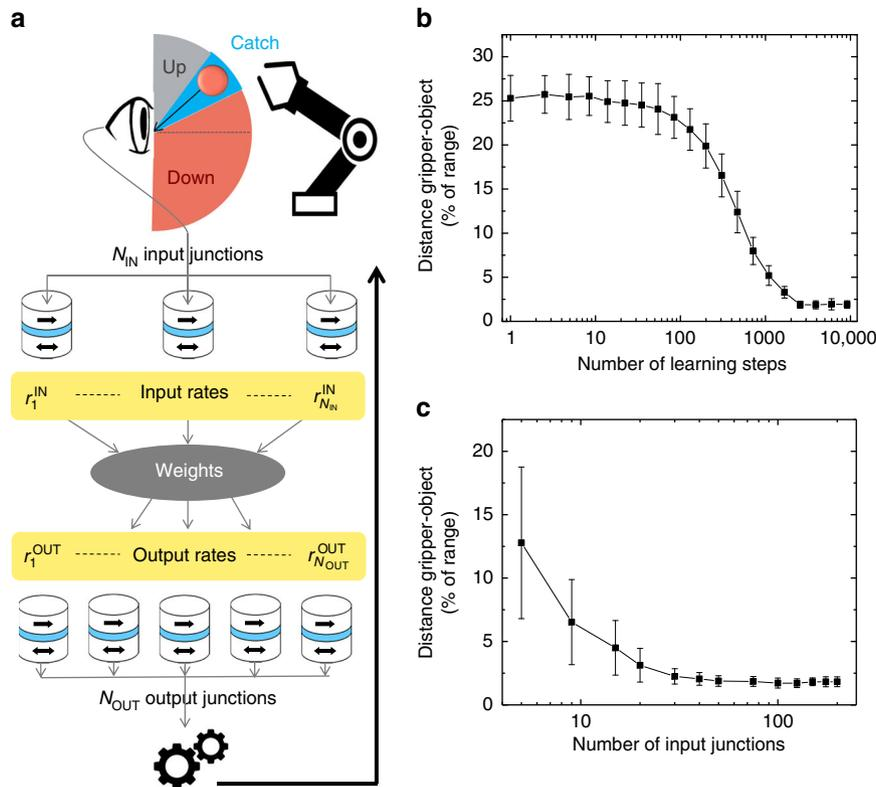 a
Up
Catch
Down
N_IN input junctions
r_1^IN ------ Input rates ------ r_{N_IN}^IN
Weights
r_1^OUT ------ Output rates ------ r_{N_OUT}^OUT
N_OUT output junctions
b
Distance gripper-object
(% of range)
30
25
20
15
10
5
0
1 10 100 1000 10,000
Number of learning steps
c
Distance gripper-object
(% of range)
20
15
10
5
0
10 100
Number of input junctions